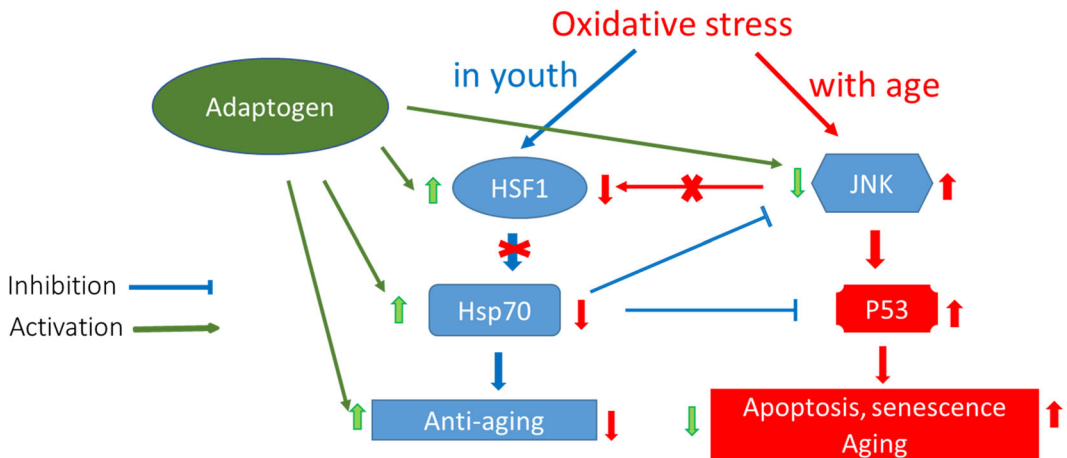 Oxidative stress
in youth
with age
Adaptogen
HSF1
JNK
Inhibition
Activation
Hsp70
P53
Anti-aging
Apoptosis, senescence
Aging